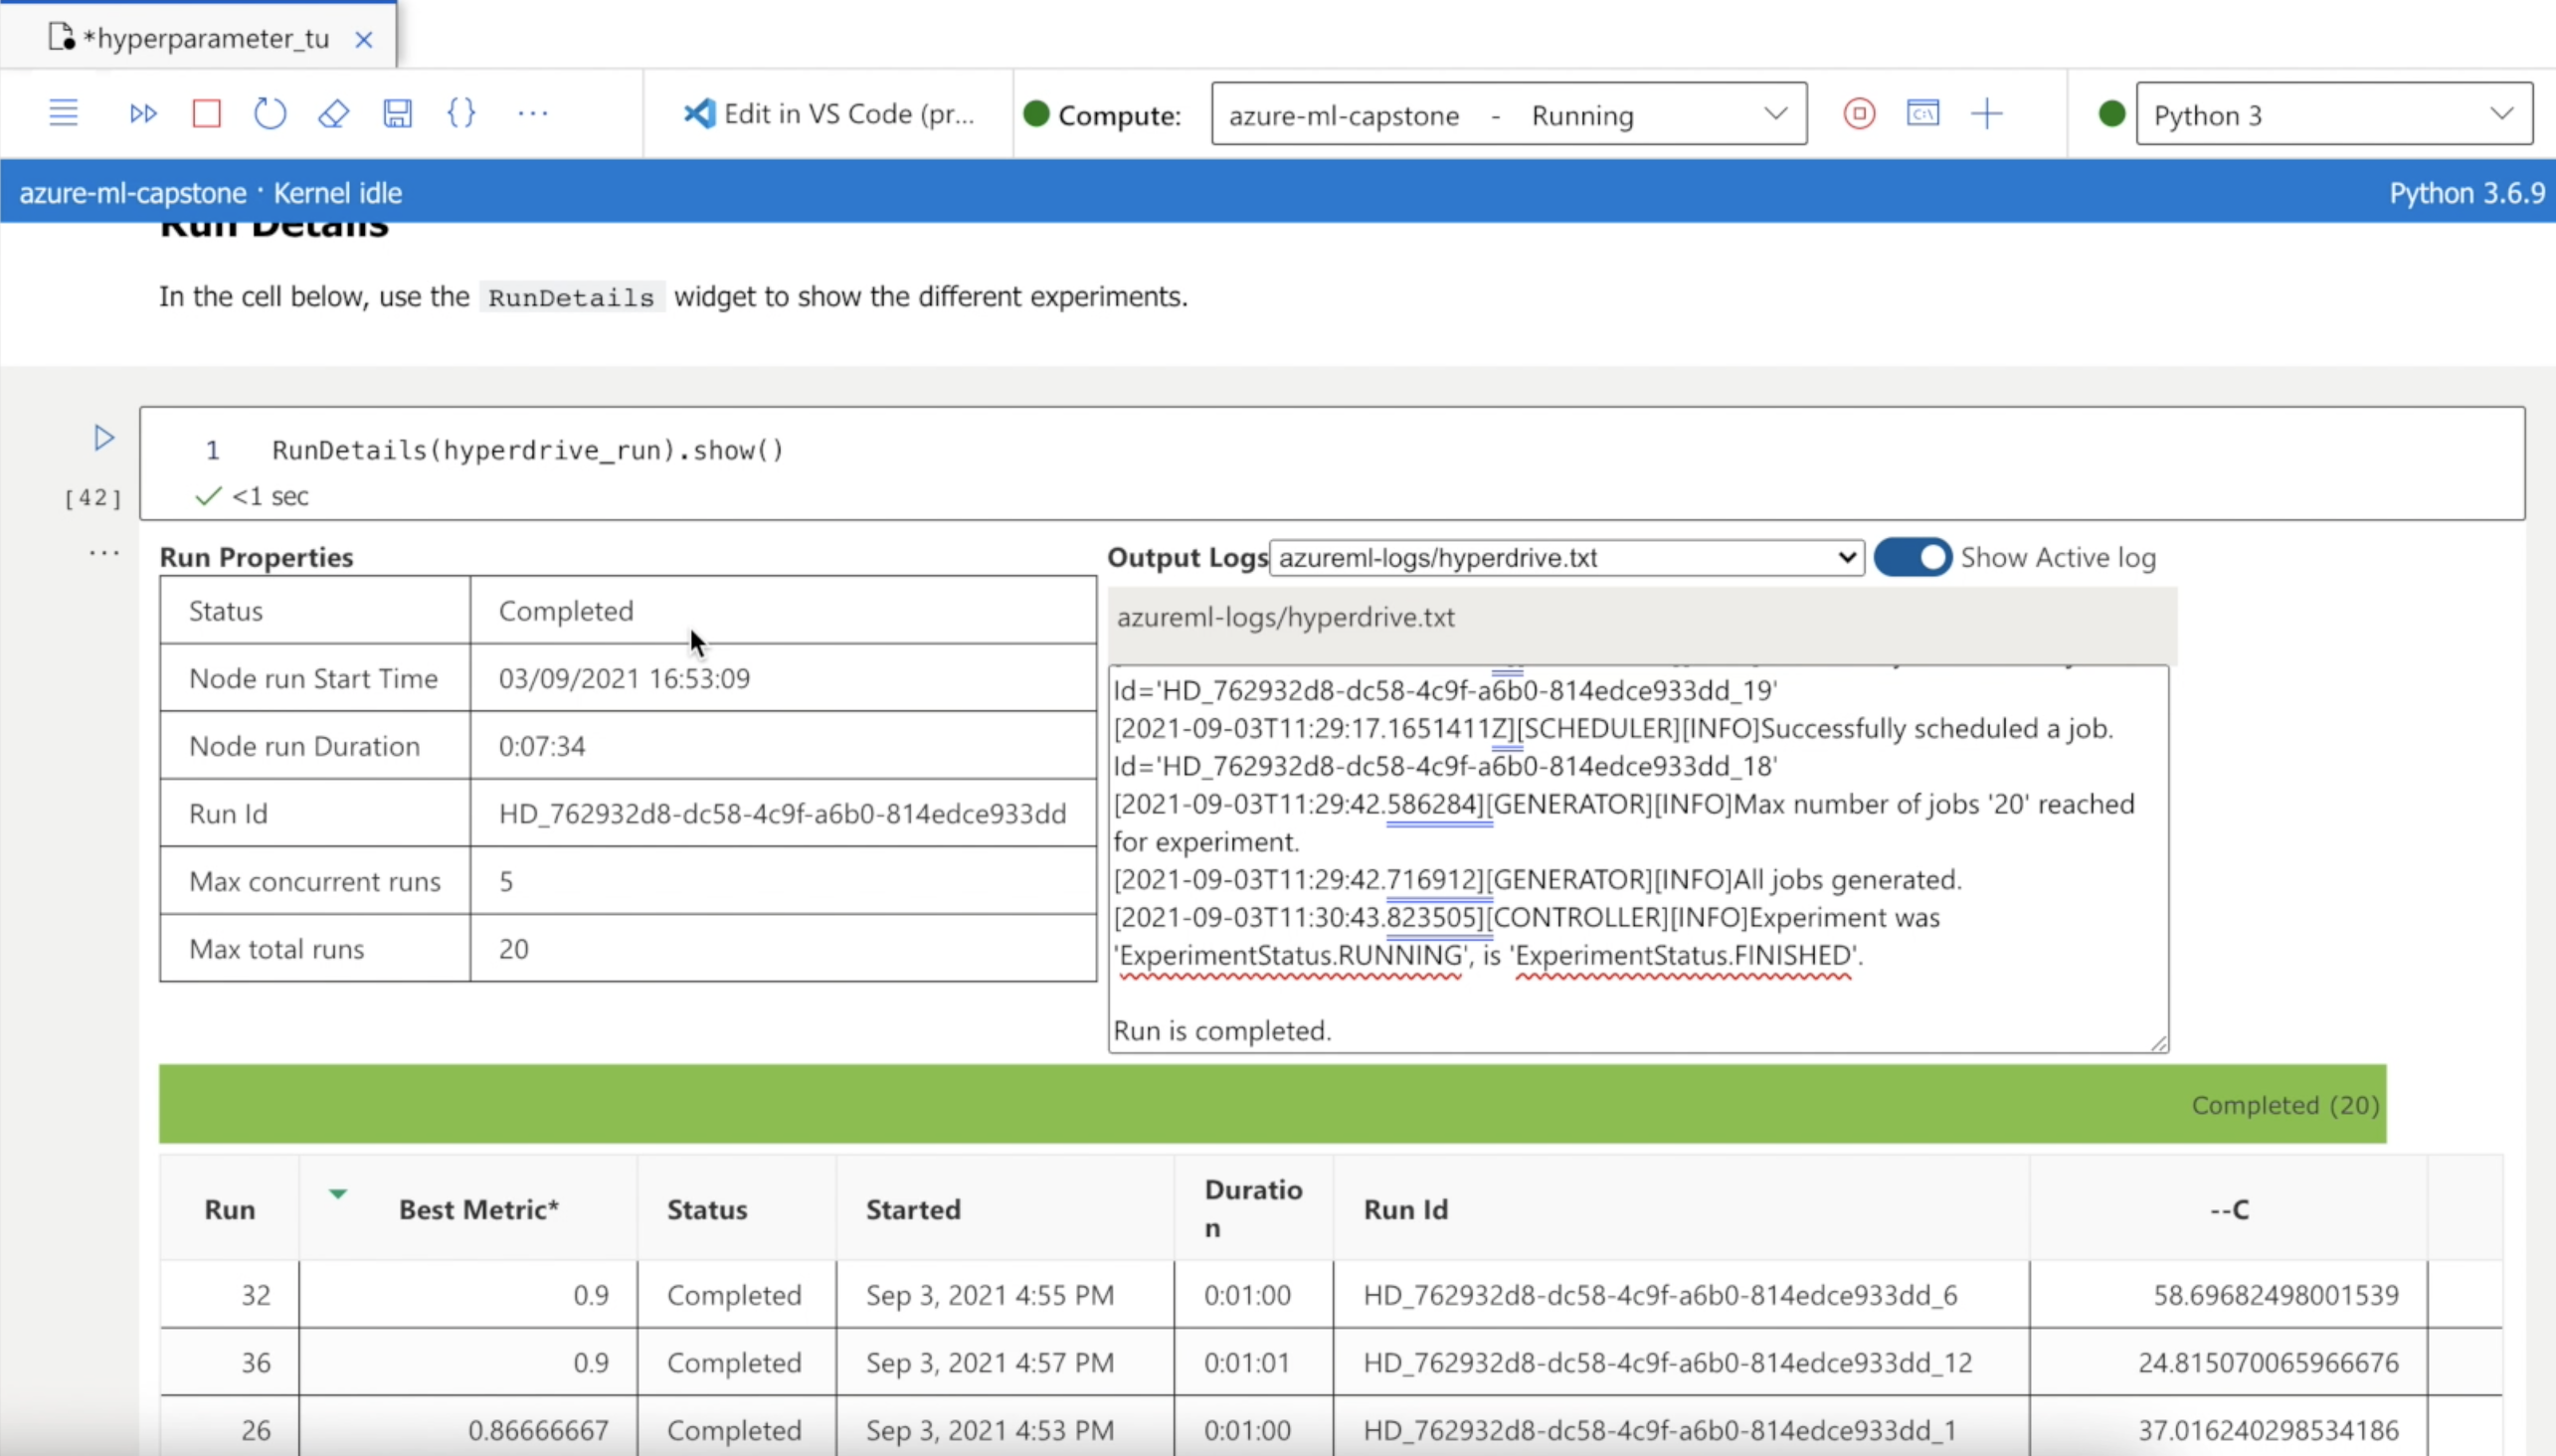 *hyperparameter_tu
Edit in VS Code (pr...
Compute:
azure-ml-capstone - Running
Python 3
azure-ml-capstone · Kernel idle
Python 3.6.9
Run Details
In the cell below, use the RunDetails widget to show the different experiments.
1 RunDetails(hyperdrive_run).show()
[42]
<1 sec
Run Properties
Status Completed
Node run Start Time 03/09/2021 16:53:09
Node run Duration 0:07:34
Run Id HD_762932d8-dc58-4c9f-a6b0-814edce933dd
Max concurrent runs 5
Max total runs 20
Output Logs azureml-logs/hyperdrive.txt Show Active log
azureml-logs/hyperdrive.txt
Id='HD_762932d8-dc58-4c9f-a6b0-814edce933dd_19'
[2021-09-03T11:29:17.1651411Z][SCHEDULER][INFO]Successfully scheduled a job.
Id='HD_762932d8-dc58-4c9f-a6b0-814edce933dd_18'
[2021-09-03T11:29:42.586284][GENERATOR][INFO]Max number of jobs '20' reached
for experiment.
[2021-09-03T11:29:42.716912][GENERATOR][INFO]All jobs generated.
[2021-09-03T11:30:43.823505][CONTROLLER][INFO]Experiment was
'ExperimentStatus.RUNNING', is 'ExperimentStatus.FINISHED'.
Run is completed.
Completed (20)
Run Best Metric* Status Started Duratio
n Run Id --C
32 0.9 Completed Sep 3, 2021 4:55 PM 0:01:00 HD_762932d8-dc58-4c9f-a6b0-814edce933dd_6 58.69682498001539
36 0.9 Completed Sep 3, 2021 4:57 PM 0:01:01 HD_762932d8-dc58-4c9f-a6b0-814edce933dd_12 24.815070065966676
26 0.86666667 Completed Sep 3, 2021 4:53 PM 0:01:00 HD_762932d8-dc58-4c9f-a6b0-814edce933dd_1 37.016240298534186